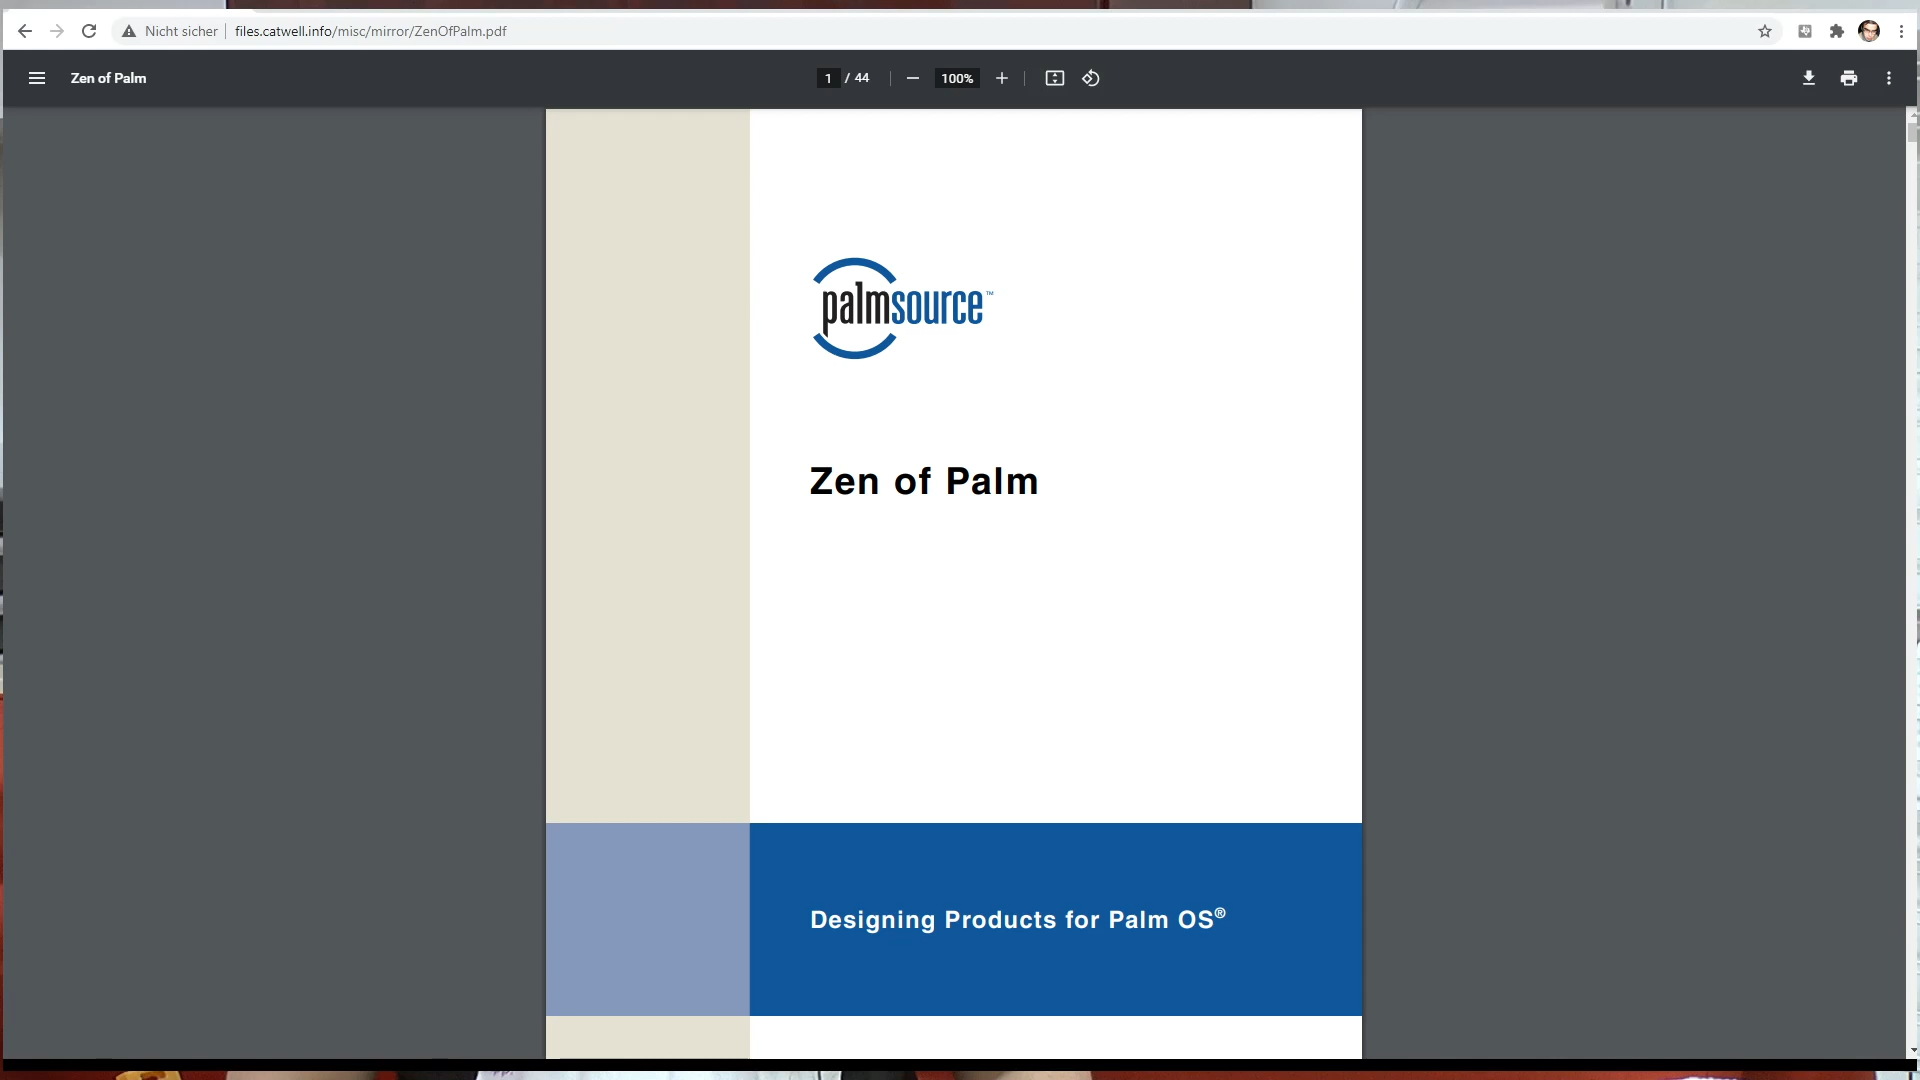 Nicht sicher files.catwell.info/misc/mirror/ZenOfPalm.pdf
Zen of Palm 1 / 44 100%
palmsource™
Zen of Palm
Designing Products for Palm OS®